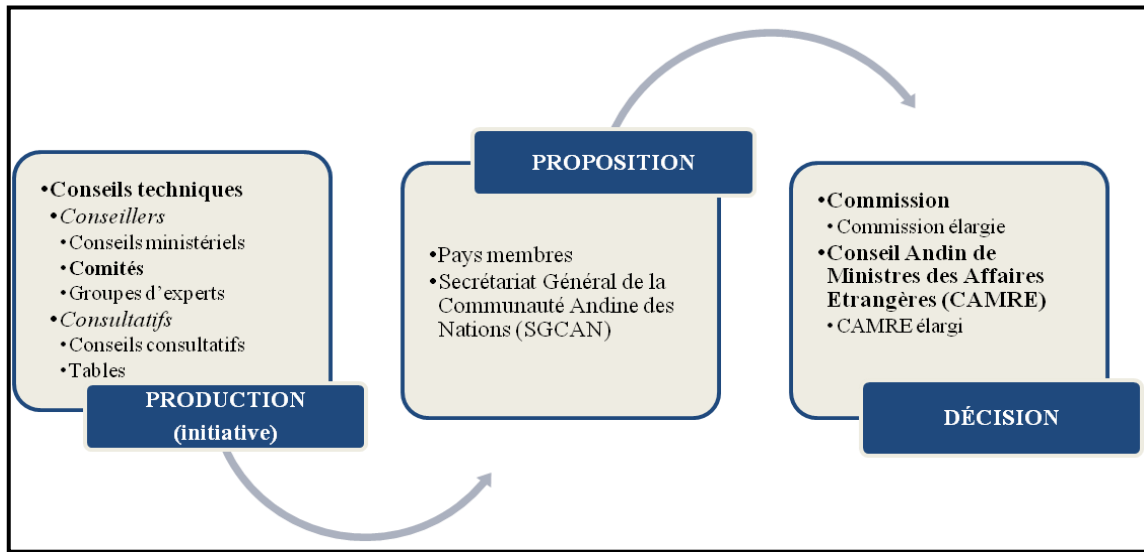 •Conseils techniques
•Conseillers
•Conseils ministériels
•Comités
•Groupes d'experts
•Consultatifs
•Conseils consultatifs
•Tables
PRODUCTION
(initiative)
PROPOSITION
•Pays membres
•Secrétariat Général de la
Communauté Andine des
Nations (SGCAN)
•Commission
•Commission élargie
•Conseil Andin de
Ministres des Affaires
Etrangères (CAMRE)
•CAMRE élargi
DÉCISION